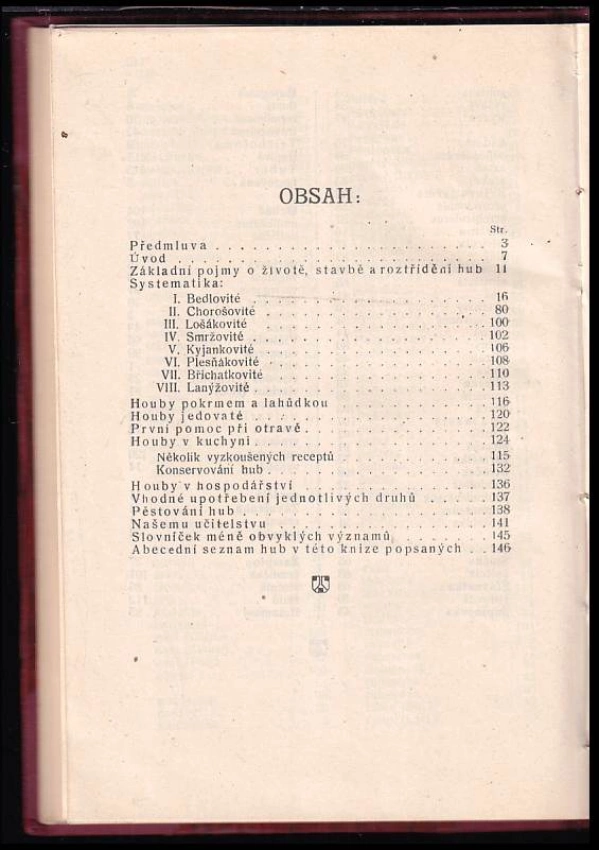 OBSAH:
Str.
Předmluva . . . . . . . . . . . . . . . . . . . . . . 3
Úvod . . . . . . . . . . . . . . . . . . . . . . . . . 7
Základní pojmy o životě, stavbě a roztřídění hub 11
Systematika:
I. Bedlovité . . . . . . . . . . . . . . . . . . 16
II. Chorošovité . . . . . . . . . . . . . . . . . 80
III. Lošákovité . . . . . . . . . . . . . . . . . 100
IV. Smržovité . . . . . . . . . . . . . . . . . . 102
V. Kyjankovité . . . . . . . . . . . . . . . . . 106
VI. Plesňákovité . . . . . . . . . . . . . . . . 108
VII. Břichatkovité . . . . . . . . . . . . . . . . 110
VIII. Lanýžovité . . . . . . . . . . . . . . . . . 113
Houby pokrmem a lahůdkou . . . . . . . . . . . 116
Houby jedovaté . . . . . . . . . . . . . . . . . . 120
První pomoc při otravě . . . . . . . . . . . . . . 122
Houby v kuchyni . . . . . . . . . . . . . . . . . . 124
Několik vyzkoušených receptů . . . . . . . . . . . 115
Konservování hub . . . . . . . . . . . . . . . . . 132
Houby v hospodářství . . . . . . . . . . . . . . . 136
Vhodné upotřebení jednotlivých druhů . . . . . 137
Pěstování hub . . . . . . . . . . . . . . . . . . . 138
Našemu učitelstvu . . . . . . . . . . . . . . . . . 141
Slovníček méně obvyklých významů . . . . . . . . 145
Abecední seznam hub v této knize popsaných . . 146